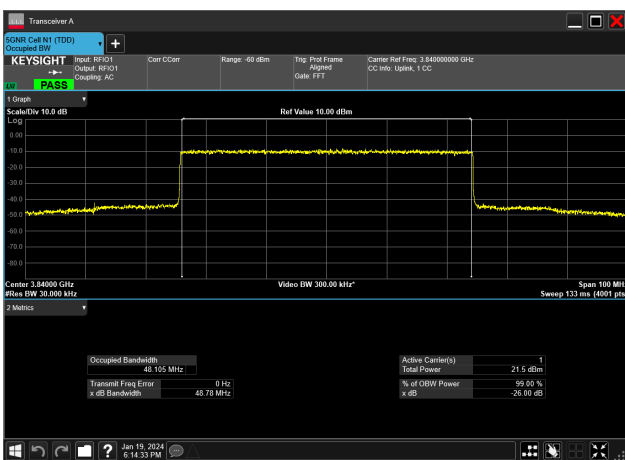 Transceiver A
5GNR Cell N1 (TDD)
Occupied BW
KEYSIGHT
LXI
PASS
Input: RFIO1
Output: RFIO1
Coupling: AC
Corr CCorr
Range: -60 dBm
Trig: Prot Frame
Aligned
Gate: FFT
Carrier Ref Freq: 3.840000000 GHz
CC Info: Uplink, 1 CC
1 Graph
Scale/Div 10.0 dB
Ref Value 10.00 dBm
Log
0.00
-10.0
-20.0
-30.0
-40.0
-50.0
-60.0
-70.0
-80.0
Center 3.84000 GHz
Video BW 300.00 kHz*
Span 100 MH
#Res BW 30.000 kHz
Sweep 133 ms (4001 pts
2 Metrics
Occupied Bandwidth
48.105 MHz
Active Carrier(s) 1
Total Power 21.5 dBm
Transmit Freq Error 0 Hz
x dB Bandwidth 48.78 MHz
% of OBW Power 99.00 %
x dB -26.00 dB
Jan 19, 2024
6:14:33 PM